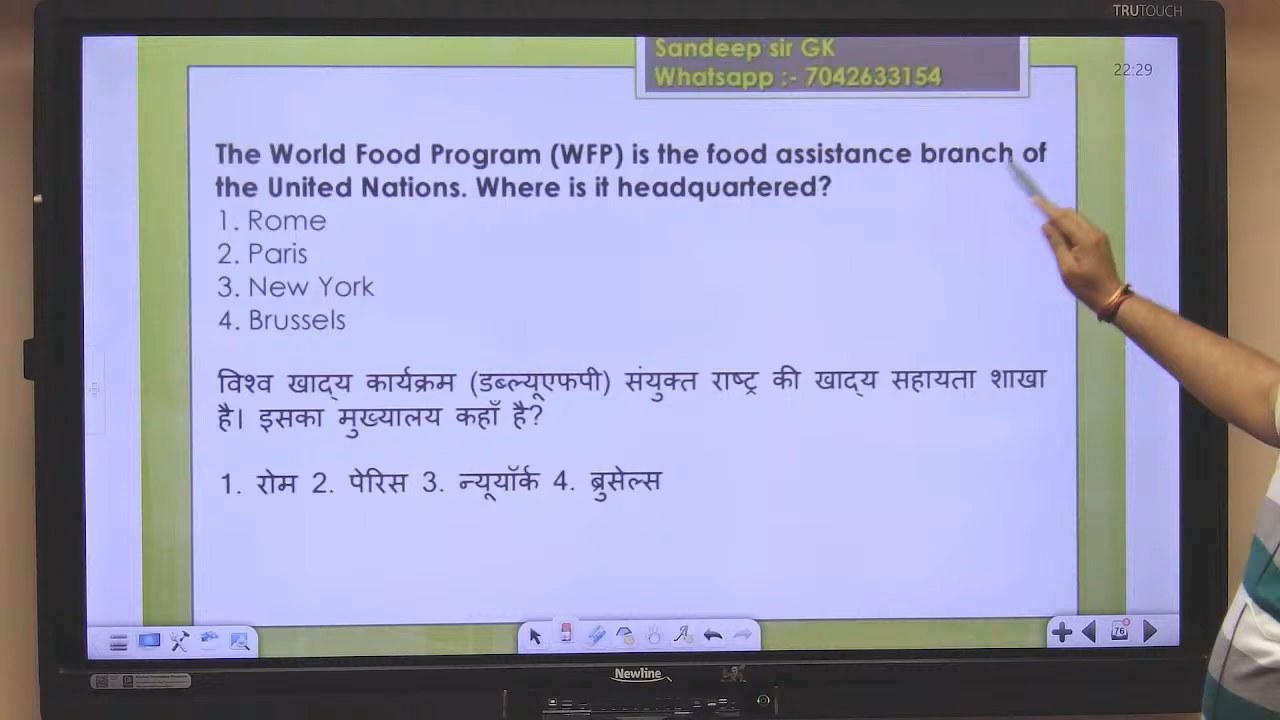 TRUTOUCH
Sandeep sir GK
Whatsapp :- 7042633154
22:29
The World Food Program (WFP) is the food assistance branch of
the United Nations. Where is it headquartered?
1. Rome
2. Paris
3. New York
4. Brussels
विश्व खाद्य कार्यक्रम (डब्ल्यूएफपी) संयुक्त राष्ट्र की खाद्य सहायता शाखा
है। इसका मुख्यालय कहाँ है?
1. रोम 2. पेरिस 3. न्यूयॉर्क 4. ब्रुसेल्स
76
Newline